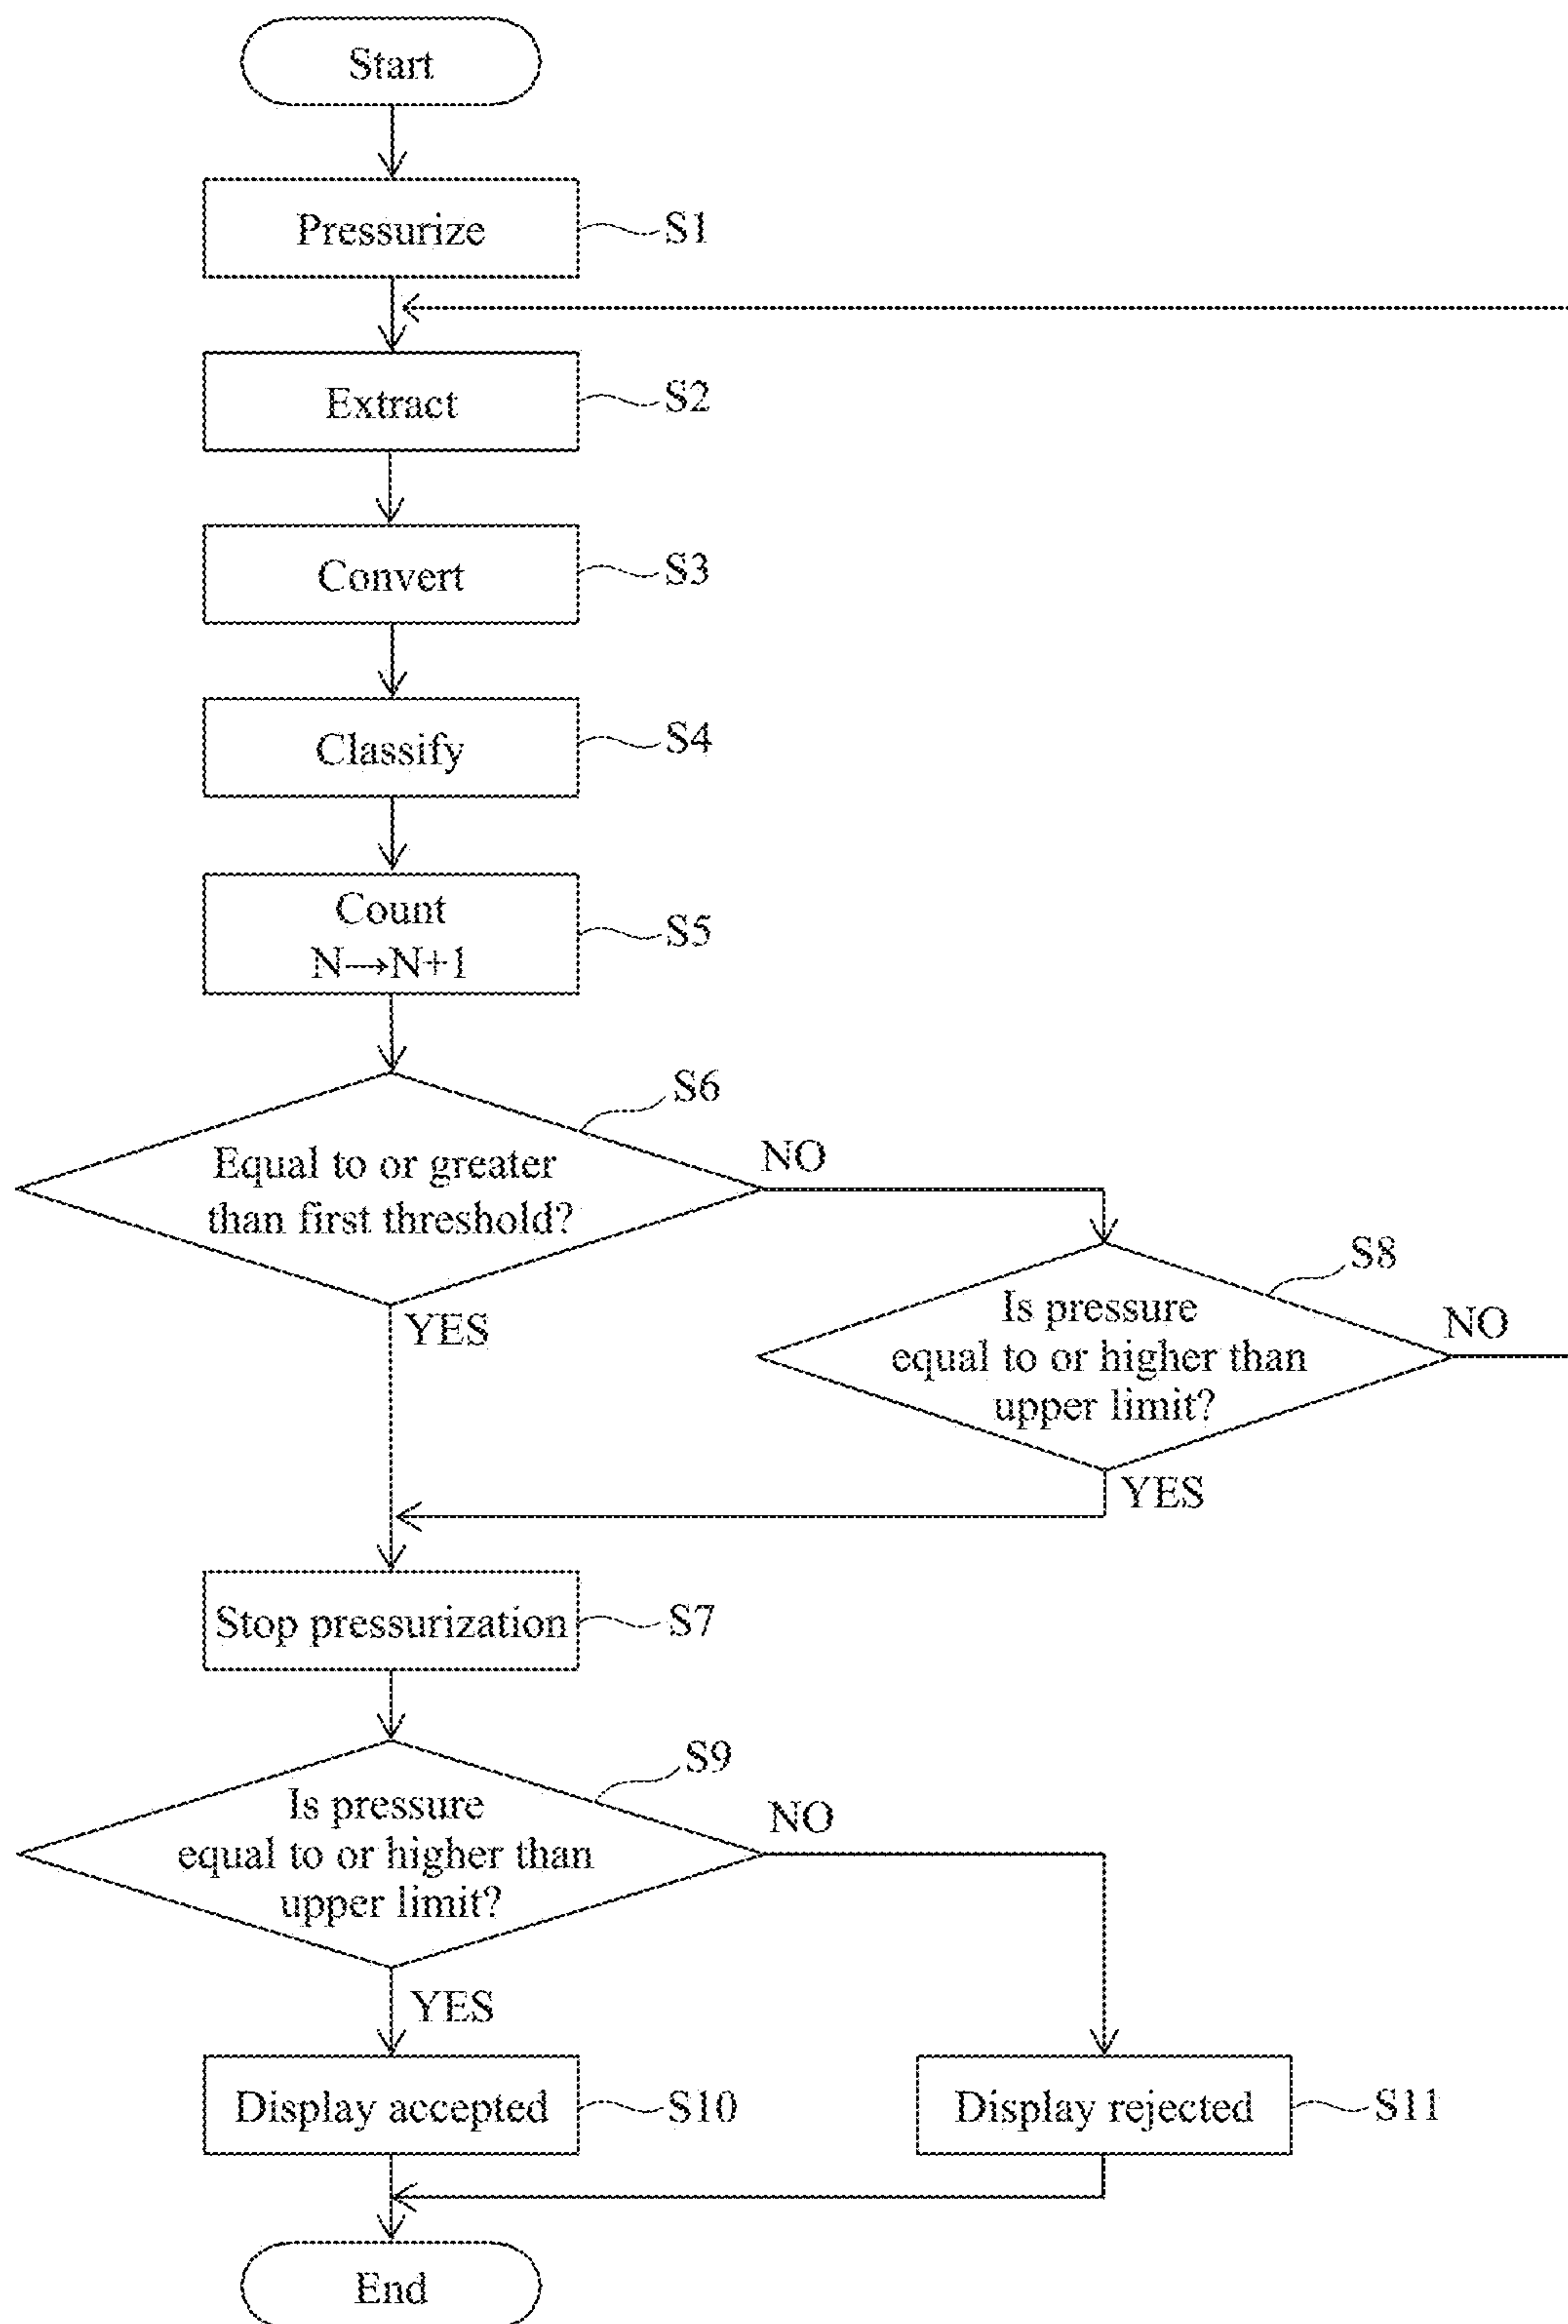 Start
Pressurize
S1
Extract
S2
Convert
S3
Classify
S4
Count
N→N+1
S5
S6
Equal to or greater
than first threshold?
NO
YES
S8
Is pressure
equal to or higher than
upper limit?
NO
YES
Stop pressurization
S7
S9
Is pressure
equal to or higher than
upper limit?
NO
YES
Display accepted
S10
Display rejected
S11
End